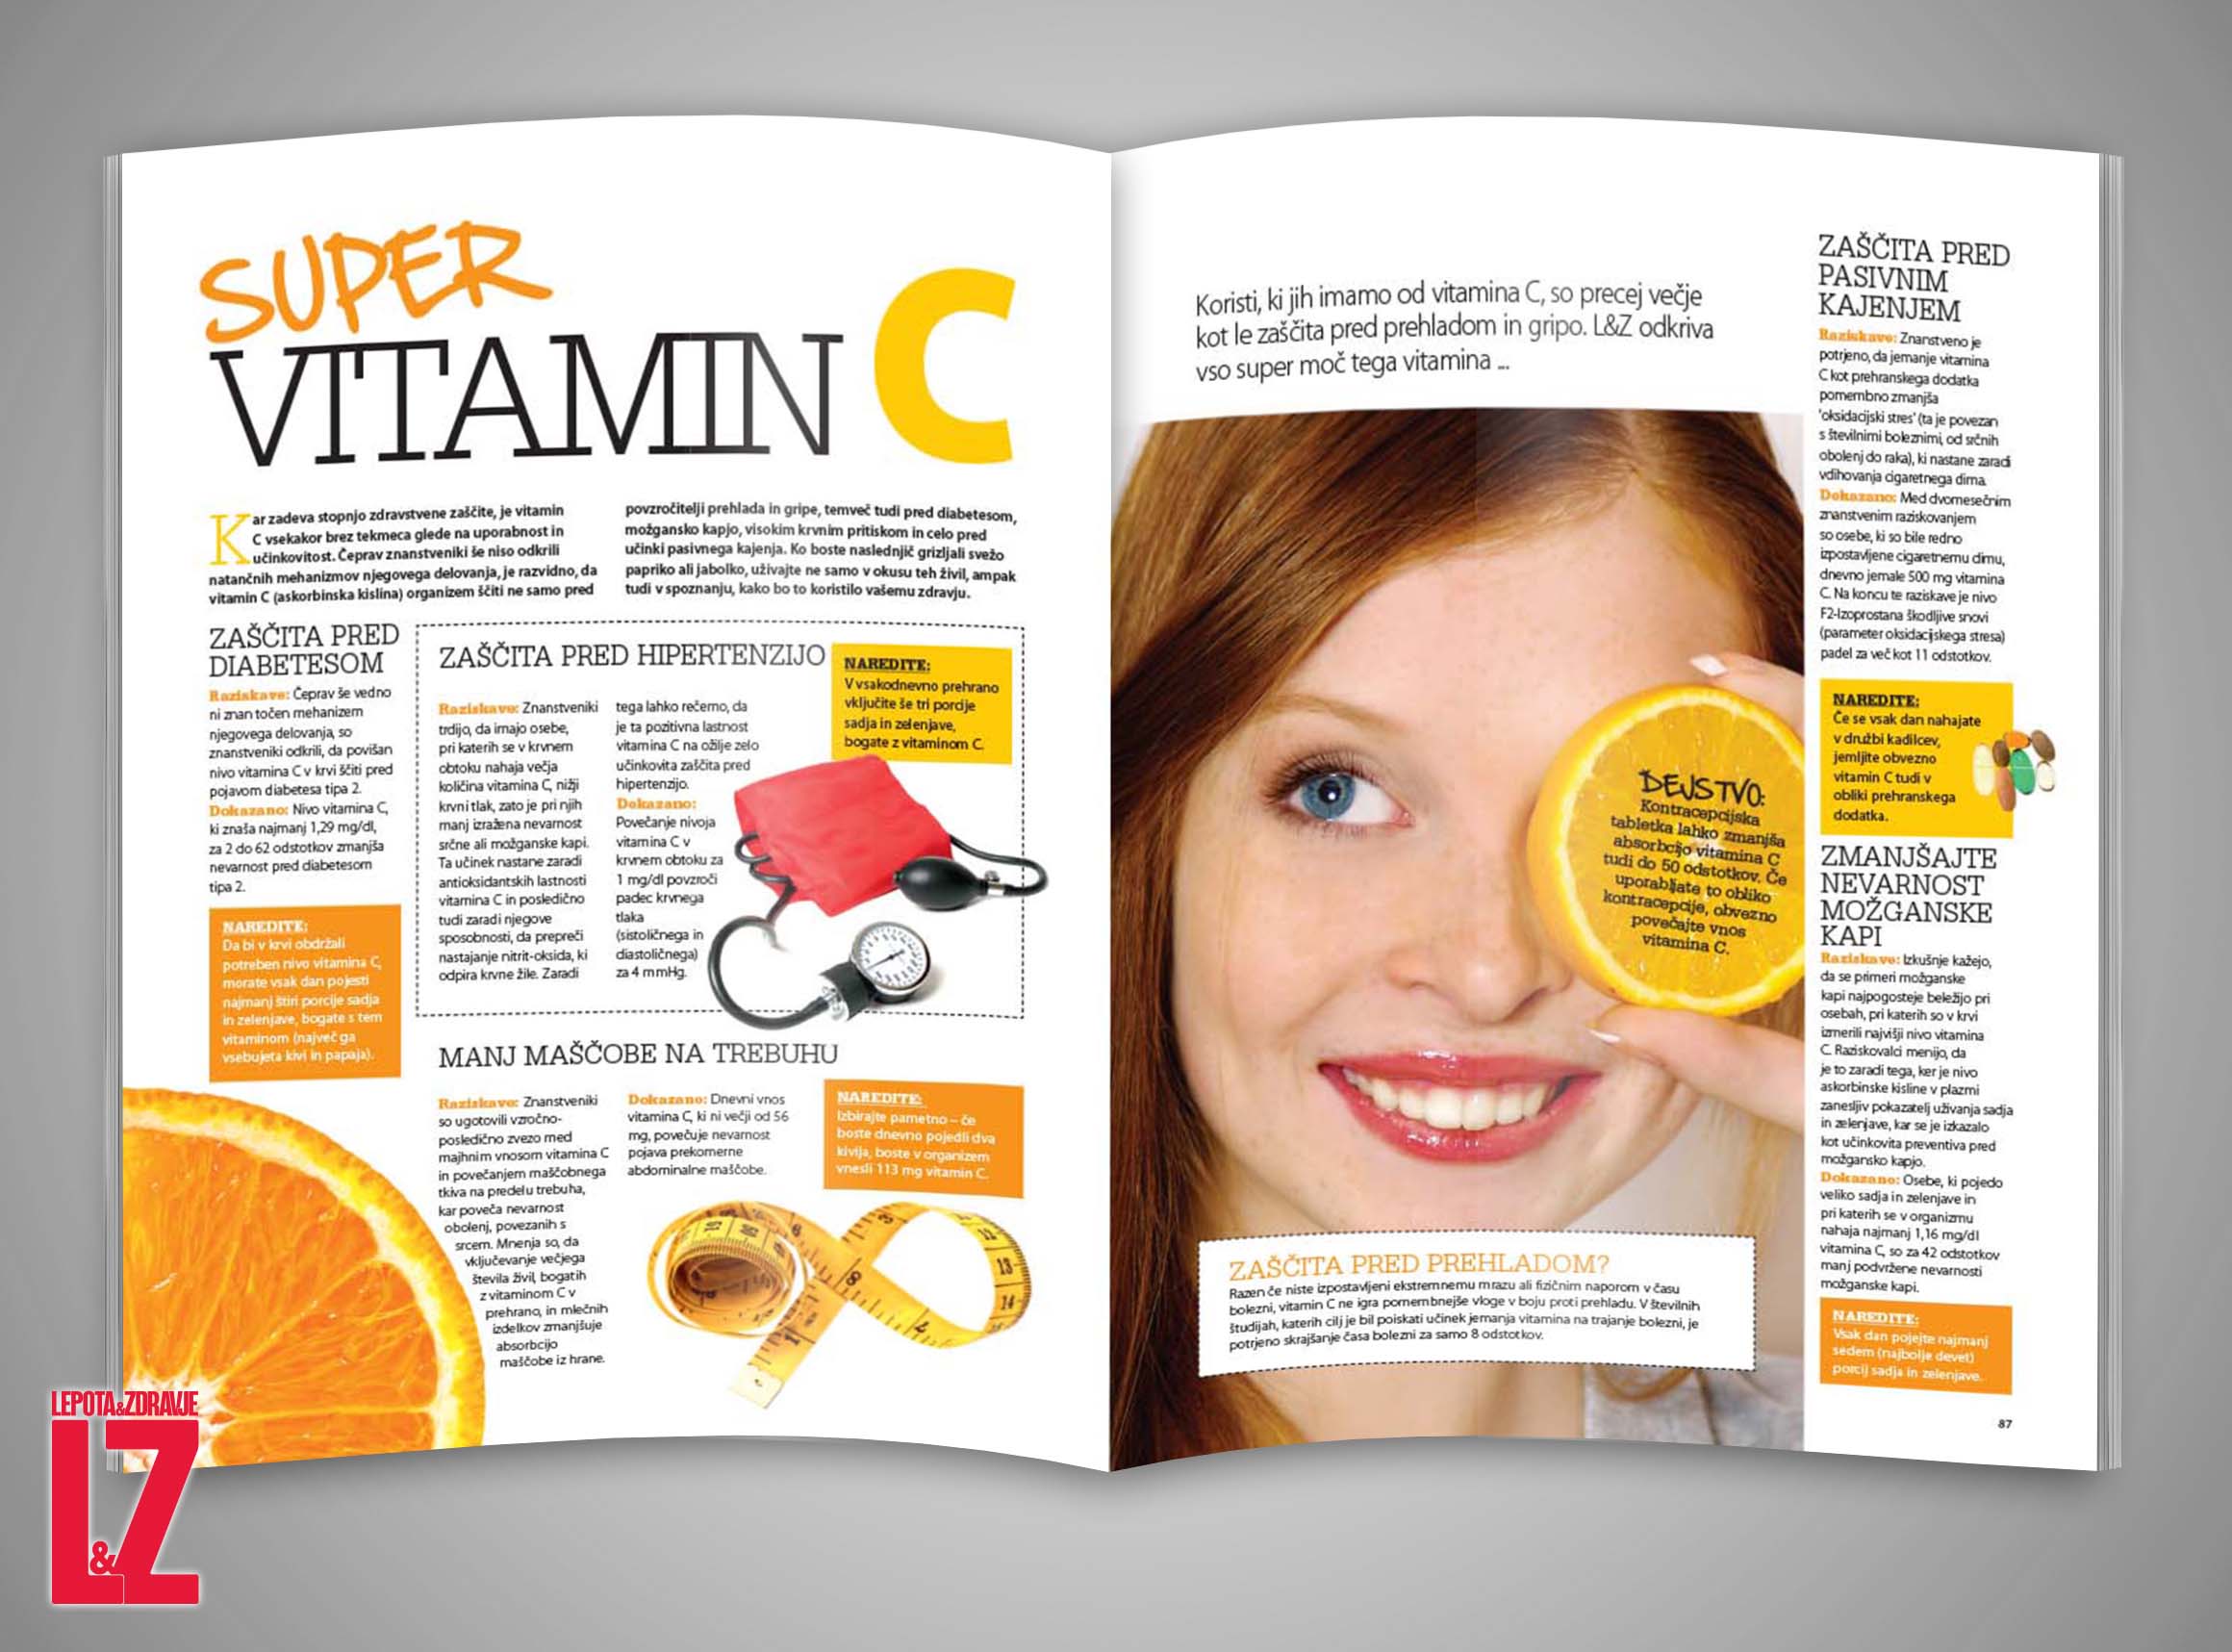 SUPER
VITAMIN C
Kar zadeva stopnjo zdravstvene zaščite, je vitamin
C vsekakor brez tekmeca glede na uporabnost in
učinkovitost. Čeprav znanstveniki še niso odkrili
natančnih mehanizmov njegovega delovanja, je razvidno, da
vitamin C (askorbinska kislina) organizem ščiti ne samo pred
povzročitelji prehlada in gripe, temveč tudi pred diabetesom,
možgansko kapjo, visokim krvnim pritiskom in celo pred
učinki pasivnega kajenja. Ko boste naslednjič grizljali svežo
papriko ali jabolko, uživajte ne samo v okusu teh živil, ampak
tudi v spoznanju, kako bo to koristilo vašemu zdravju.
ZAŠČITA PRED
DIABETESOM
Raziskave: Čeprav še vedno
ni znan točen mehanizem
njegovega delovanja, so
znanstveniki odkrili, da povišan
nivo vitamina C v krvi ščiti pred
pojavom diabetesa tipa 2.
Dokazano: Nivo vitamina C,
ki znaša najmanj 1,29 mg/dl,
za 2 do 62 odstotkov zmanjša
nevarnost pred diabetesom
tipa 2.
NAREDITE:
Da bi v krvi obdržali
potreben nivo vitamina C,
morate vsak dan pojesti
najmanj štiri porcije sadja
in zelenjave, bogate s tem
vitaminom (največ ga
vsebujeta kivi in papaja).
ZAŠČITA PRED HIPERTENZIJO
Raziskave: Znanstveniki
trdijo, da imajo osebe,
pri katerih se v krvnem
obtoku nahaja večja
količina vitamina C, nižji
krvni tlak, zato je pri njih
manj izražena nevarnost
srčne ali možganske kapi.
Ta učinek nastane zaradi
antioksidantskih lastnosti
vitamina C in posledično
tudi zaradi njegove
sposobnosti, da prepreči
nastajanje nitrit-oksida, ki
odpira krvne žile. Zaradi
tega lahko rečemo, da
je ta pozitivna lastnost
vitamina C na ožilje zelo
učinkovita zaščita pred
hipertenzijo.
Dokazano:
Povečanje nivoja
vitamina C v
krvnem obtoku za
1 mg/dl povzroči
padec krvnega
tlaka
(sistoličnega in
diastoličnega)
za 4 mmHg.
NAREDITE:
V vsakodnevno prehrano
vključite še tri porcije
sadja in zelenjave,
bogate z vitaminom C.
MANJ MAŠČOBE NA TREBUHU
Raziskave: Znanstveniki
so ugotovili vzročno-
posledično zvezo med
majhnim vnosom vitamina C
in povečanjem maščobnega
tkiva na predelu trebuha,
kar poveča nevarnost
obolenj, povezanih s
srcem. Mnenja so, da
vključevanje večjega
števila živil, bogatih
z vitaminom C v
prehrano, in mlečnih
izdelkov zmanjšuje
absorbcijo
maščobe iz hrane.
Dokazano: Dnevni vnos
vitamina C, ki ni večji od 56
mg, povečuje nevarnost
pojava prekomerne
abdominalne maščobe.
NAREDITE:
Izbirajte pametno – če
boste dnevno pojedli dva
kivija, boste v organizem
vnesli 113 mg vitamin C.
Koristi, ki jih imamo od vitamina C, so precej večje
kot le zaščita pred prehladom in gripo. L&Z odkriva
vso super moč tega vitamina ...
DEJSTVO:
Kontracepcijska
tabletka lahko zmanjša
absorbcijo vitamina C
tudi do 50 odstotkov. Če
uporabljate to obliko
kontracepcije, obvezno
povečajte vnos
vitamina C.
ZAŠČITA PRED PREHLADOM?
Razen če niste izpostavljeni ekstremnemu mrazu ali fizičnim naporom v času
bolezni, vitamin C ne igra pomembnejše vloge v boju proti prehladu. V številnih
študijah, katerih cilj je bil poiskati učinek jemanja vitamina na trajanje bolezni, je
potrjeno skrajšanje časa bolezni za samo 8 odstotkov.
ZAŠČITA PRED
PASIVNIM
KAJENJEM
Raziskave: Znanstveno je
potrjeno, da jemanje vitamina
C kot prehranskega dodatka
pomembno zmanjša
'oksidacijski stres' (ta je povezan
s številnimi boleznimi, od srčnih
obolenj do raka), ki nastane zaradi
vdihovanja cigaretnega dima.
Dokazano: Med dvomesečnim
znanstvenim raziskovanjem
so osebe, ki so bile redno
izpostavljene cigaretnemu dimu,
dnevno jemale 500 mg vitamina
C. Na koncu te raziskave je nivo
F2-Izoprostana škodljive snovi
(parameter oksidacijskega stresa)
padel za več kot 11 odstotkov.
NAREDITE:
Če se vsak dan nahajate
v družbi kadilcev,
jemljite obvezno
vitamin C tudi v
obliki prehranskega
dodatka.
ZMANJŠAJTE
NEVARNOST
MOŽGANSKE
KAPI
Raziskave: Izkušnje kažejo,
da se primeri možganske
kapi najpogosteje beležijo pri
osebah, pri katerih so v krvi
izmerili najvišji nivo vitamina
C. Raziskovalci menijo, da
je to zaradi tega, ker je nivo
askorbinske kisline v plazmi
zanesljiv pokazatelj uživanja sadja
in zelenjave, kar se je izkazalo
kot učinkovita preventiva pred
možgansko kapjo.
Dokazano: Osebe, ki pojedo
veliko sadja in zelenjave in
pri katerih se v organizmu
nahaja najmanj 1,16 mg/dl
vitamina C, so za 42 odstotkov
manj podvržene nevarnosti
možganske kapi.
NAREDITE:
Vsak dan pojejte najmanj
sedem (najbolje devet)
porcij sadja in zelenjave.
87
LEPOTA&ZDRAVJE
L&Z